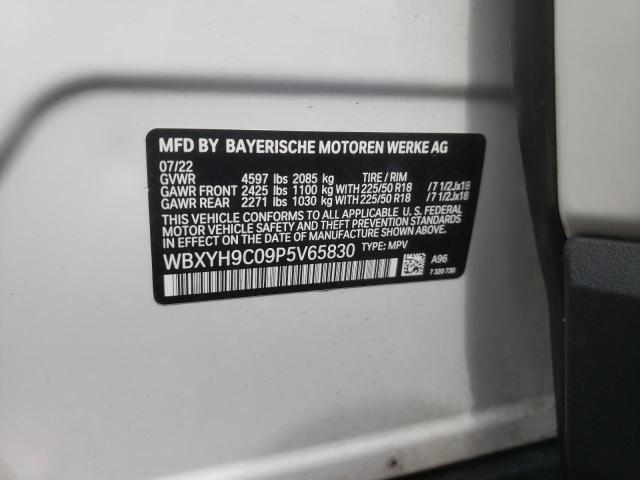 MFD BY BAYERISCHE MOTOREN WERKE AG
07/22
GVWR 4597 lbs 2085 kg TIRE / RIM
GAWR FRONT 2425 lbs 1100 kg WITH 225/50 R18 /7 1/2Jx18
GAWR REAR 2271 lbs 1030 kg WITH 225/50 R18 /7 1/2Jx18
THIS VEHICLE CONFORMS TO ALL APPLICABLE U. S. FEDERAL
MOTOR VEHICLE SAFETY, BUMPER, AND THEFT PREVENTION
STANDARDS IN EFFECT ON THE DATE OF MANUFACTURE
SHOWN ABOVE.
WBXYH9C09P5V65830 TYPE: MPV
A96
7 320 730